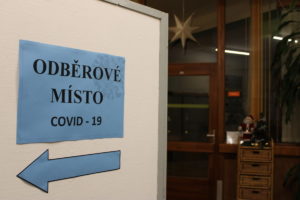 ODBĚROVÉ
MÍSTO
COVID - 19